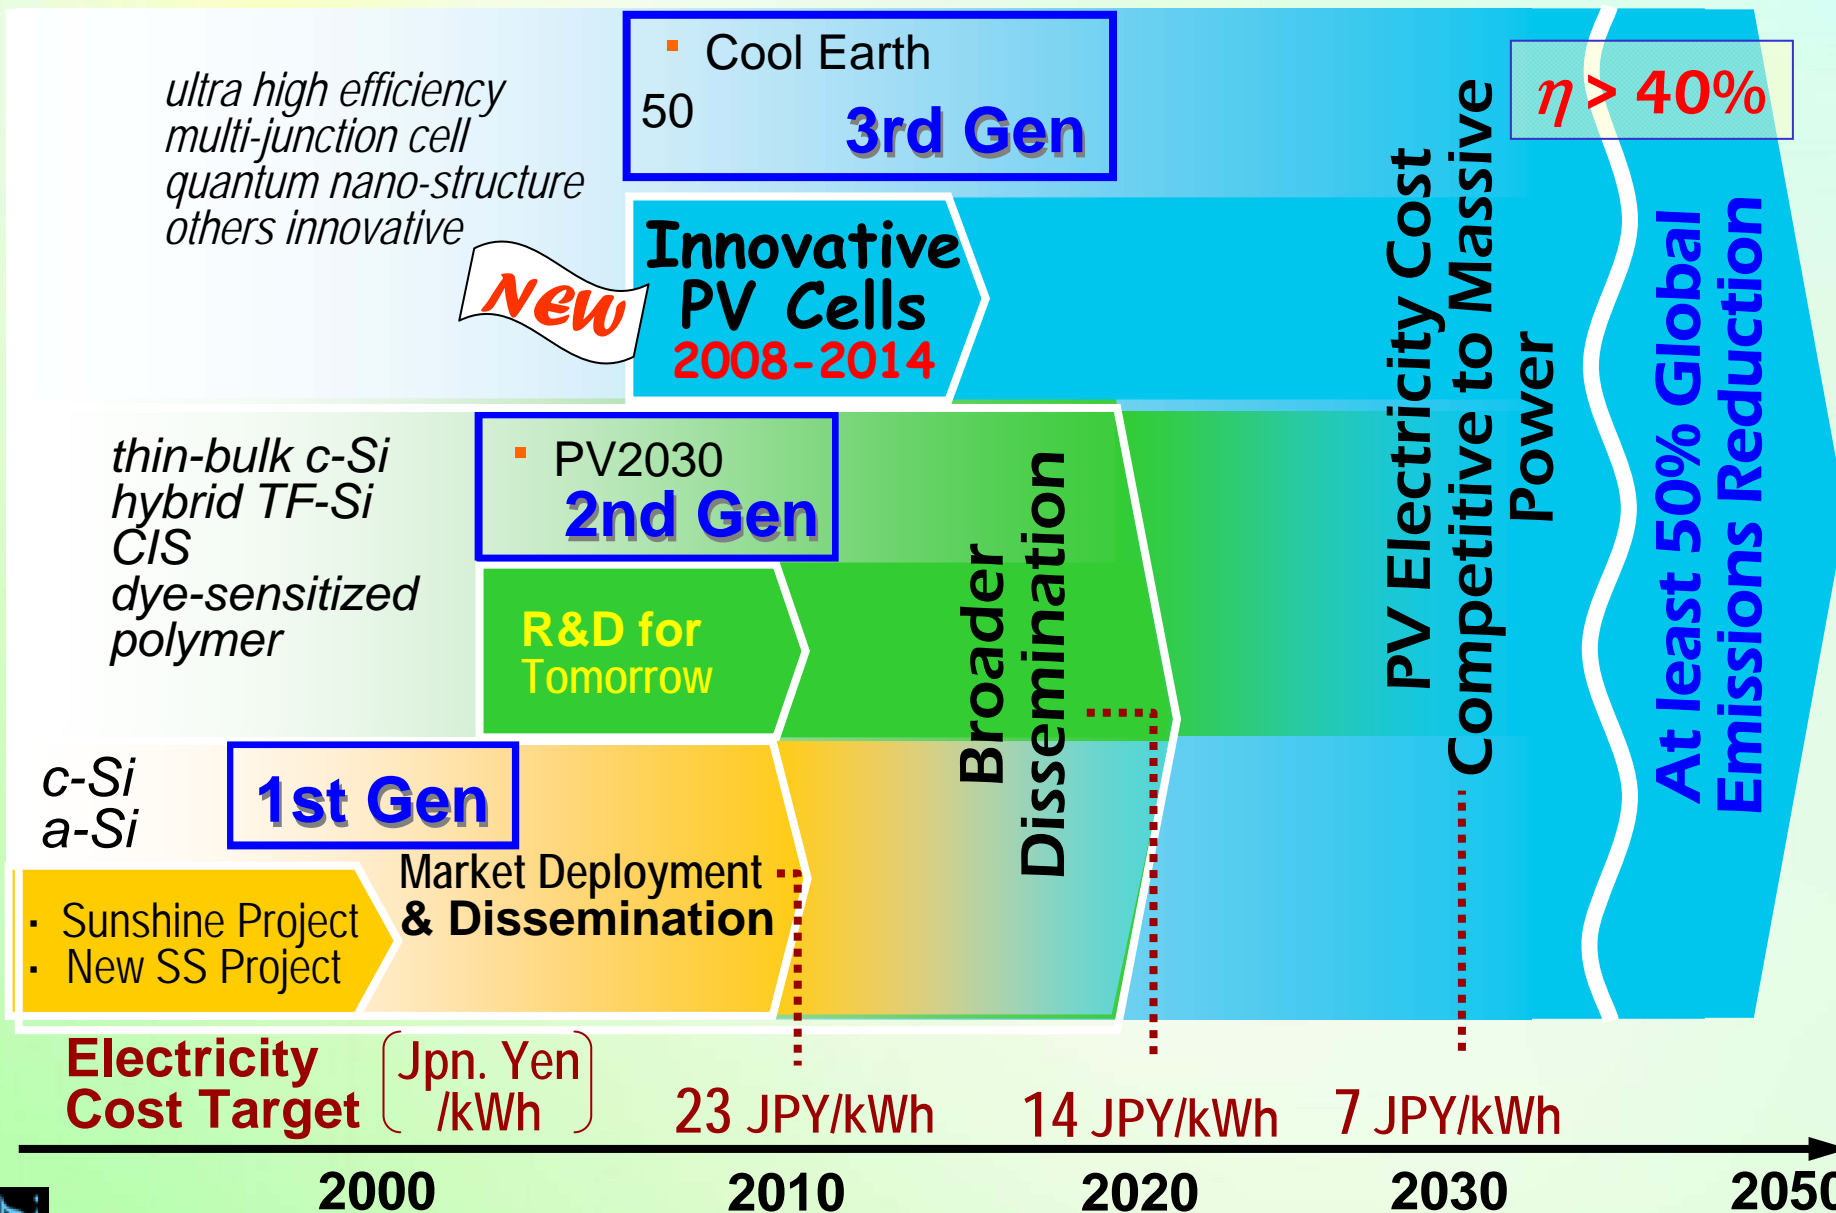 ▪ Cool Earth
50
3rd Gen
η > 40%
ultra high efficiency
multi-junction cell
quantum nano-structure
others innovative
NEW
Innovative
PV Cells
2008-2014
thin-bulk c-Si
hybrid TF-Si
CIS
dye-sensitized
polymer
▪ PV2030
2nd Gen
R&D for
Tomorrow
c-Si
a-Si
1st Gen
· Sunshine Project
· New SS Project
Market Deployment
& Dissemination
Broader
Dissemination
PV Electricity Cost
Competitive to Massive
Power
At least 50% Global
Emissions Reduction
Electricity
Cost Target
Jpn. Yen
/kWh
23 JPY/kWh
14 JPY/kWh
7 JPY/kWh
2000
2010
2020
2030
2050